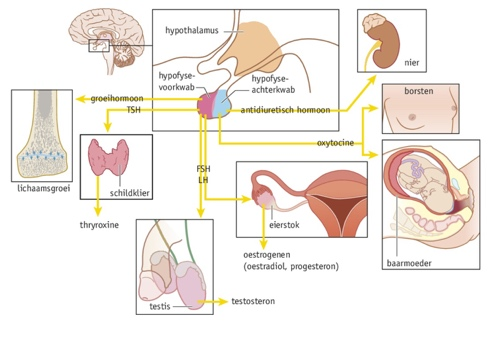 hypothalamus
hypofyse-
voorkwab
hypofyse-
achterkwab
nier
groeihormoon
TSH
antidiuretisch hormoon
borsten
oxytocine
lichaamsgroei
schildklier
FSH
LH
thryroxine
eierstok
oestrogenen
(oestradiol, progesteron)
baarmoeder
testis
testosteron